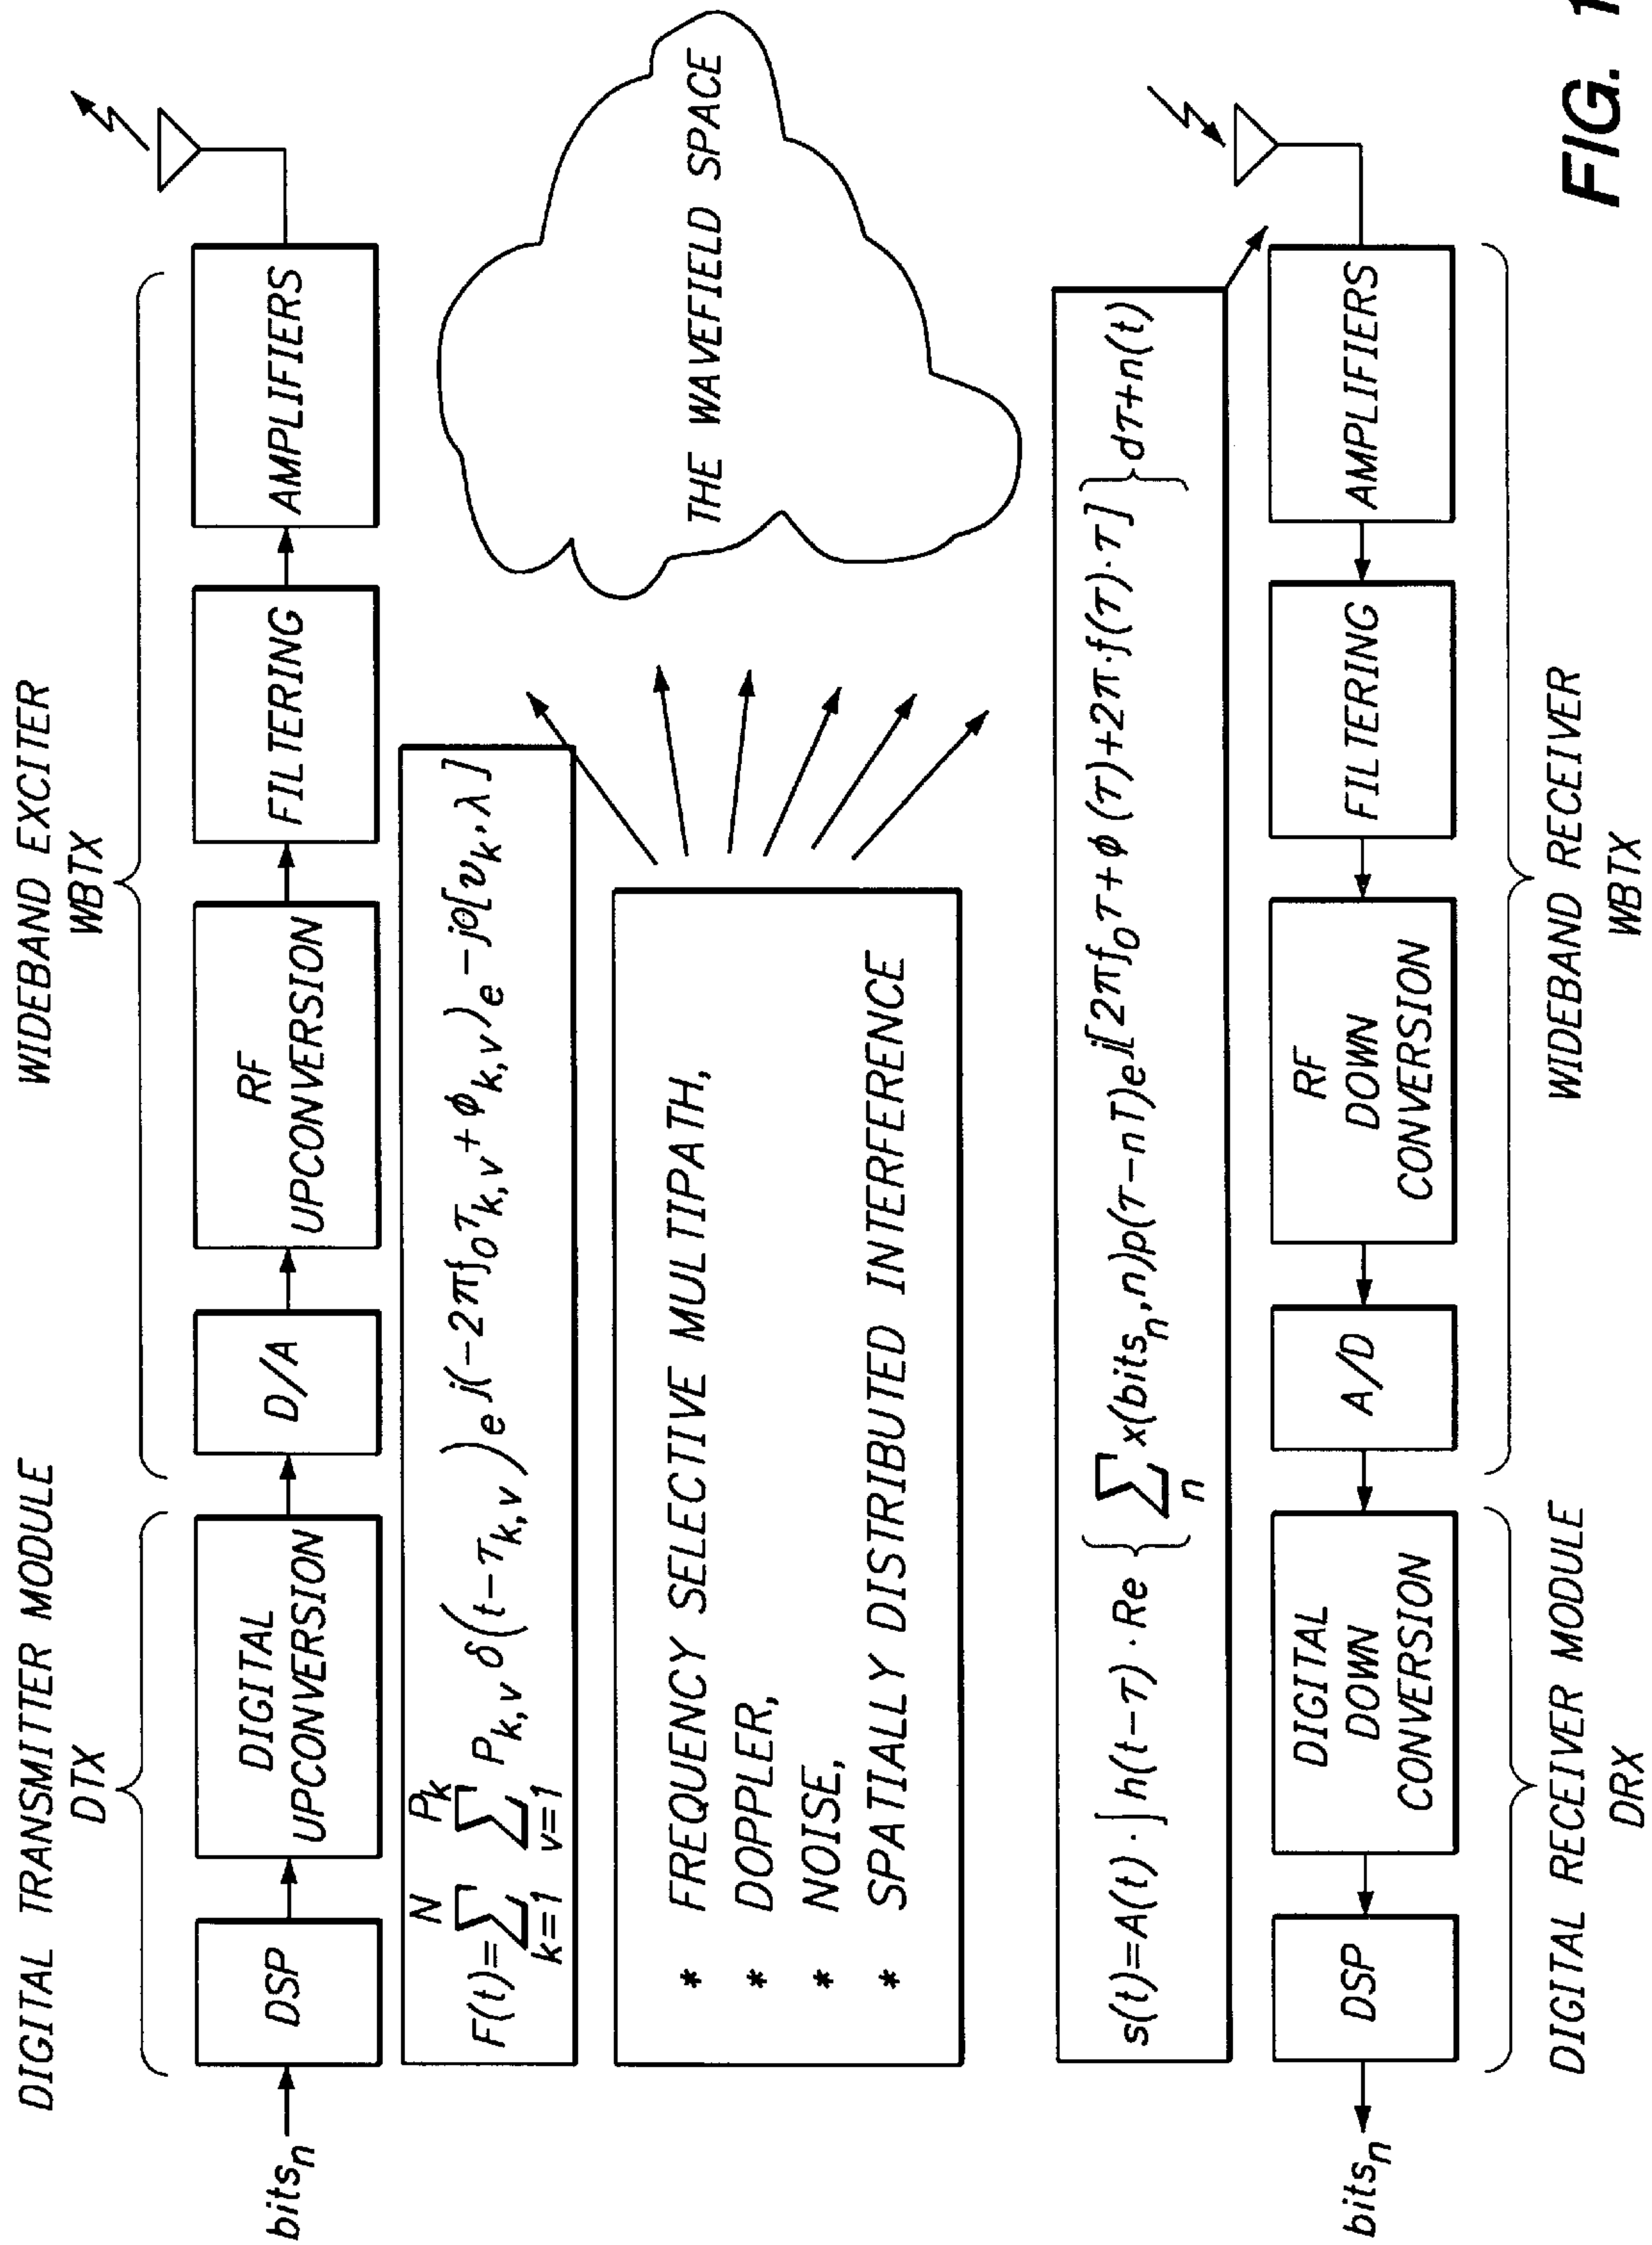 DIGITAL TRANSMITTER MODULE
DTX
WIDEBAND EXCITER
WBTX
bits_n
DSP
DIGITAL
UPCONVERSION
D/A
RF
UPCONVERSION
FILTERING
AMPLIFIERS
F(t)=∑_{k=1}^{N} ∑_{v=1}^{P_k} P_{k,v} δ(t-τ_{k,v}) e^{j(-2πf_0τ_{k,v}+ϕ_{k,v})} e^{-jθ[v_k,λ]}
* FREQUENCY SELECTIVE MULTIPATH,
* DOPPLER,
* NOISE,
* SPATIALLY DISTRIBUTED INTERFERENCE
THE WAVEFIELD SPACE
s(t)=A(t)·∫h(t-τ)·Re{∑_n x(bits_n,n)p(τ-nT)e^{j[2πf_0τ+ϕ(τ)+2π·f(τ)·τ]}}dτ+n(t)
bits_n
DSP
DIGITAL
DOWN
CONVERSION
A/D
RF
DOWN
CONVERSION
FILTERING
AMPLIFIERS
DIGITAL RECEIVER MODULE
DRX
WIDEBAND RECEIVER
WBTX
FIG. 1